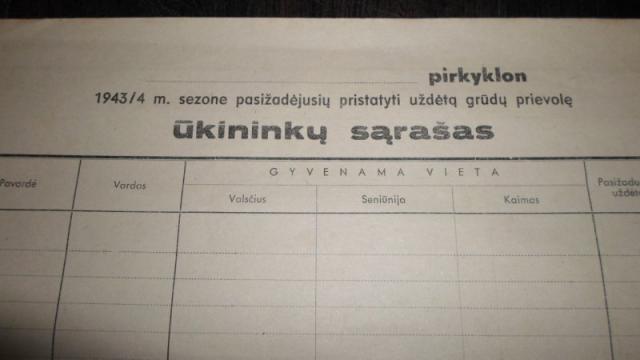 pirkyklon
1943/4 m. sezone pasižadėjusių pristatyti uždėtą grūdų prievolę
ūkininkų sąrašas
Pavardė Vardas GYVENAMA VIETA
Valsčius Seniūnija Kaimas